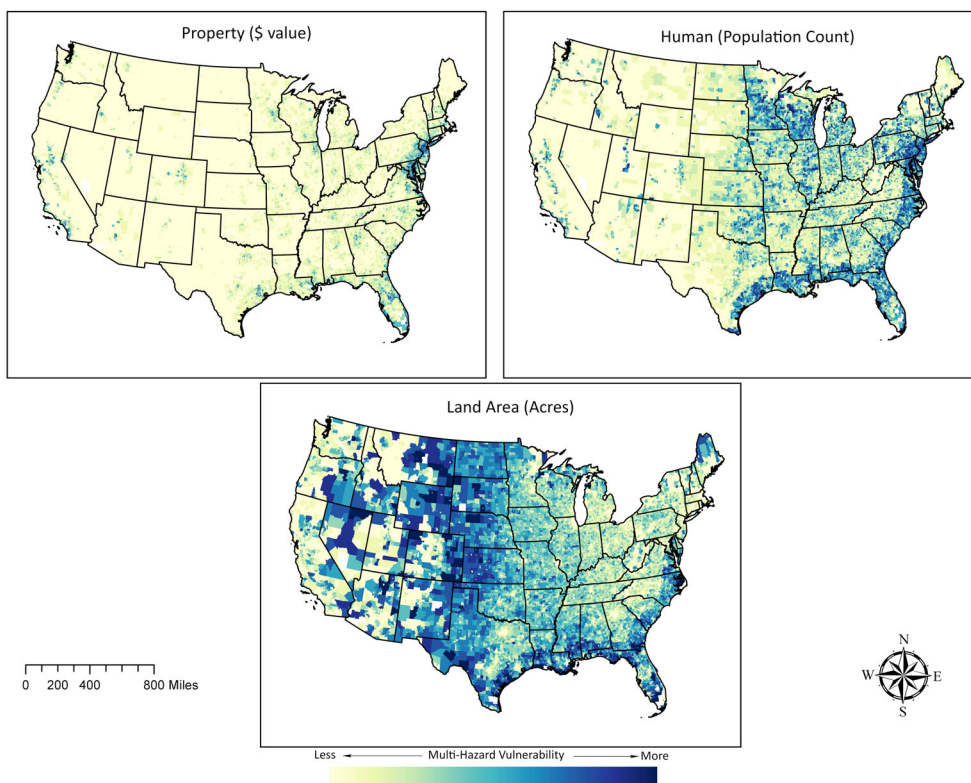 Property ($ value)
Human (Population Count)
Land Area (Acres)
0 200 400 800 Miles
N
W E
S
Less Multi-Hazard Vulnerability More